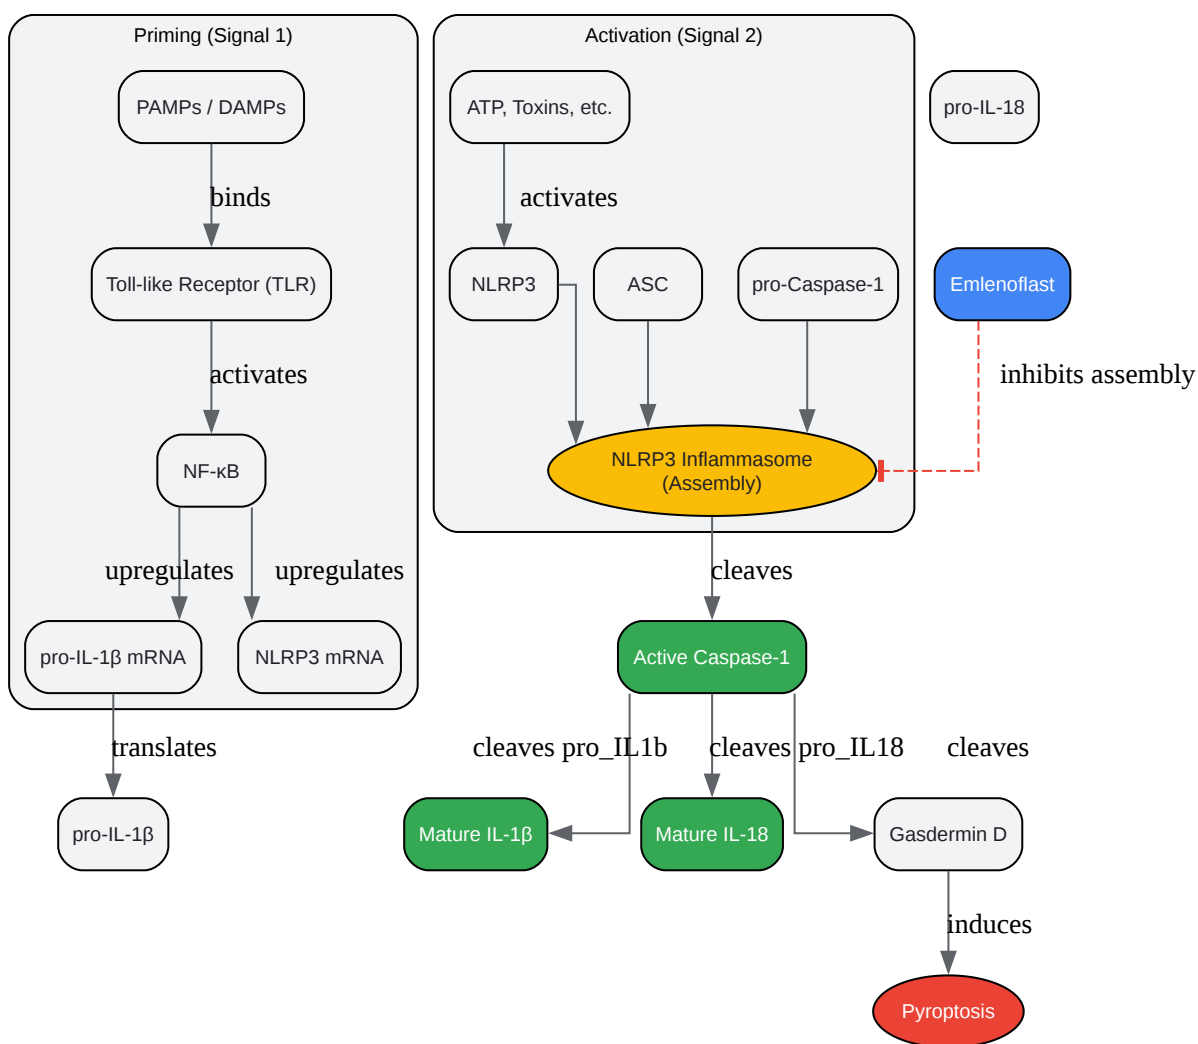 Priming (Signal 1)
Activation (Signal 2)
PAMPs / DAMPs
ATP, Toxins, etc.
pro-IL-18
binds
activates
Toll-like Receptor (TLR)
NLRP3
ASC
pro-Caspase-1
Emlenoflast
activates
inhibits assembly
NF-κB
NLRP3 Inflammasome
(Assembly)
upregulates
upregulates
cleaves
pro-IL-1β mRNA
NLRP3 mRNA
Active Caspase-1
translates
cleaves pro_IL1b
cleaves pro_IL18
cleaves
pro-IL-1β
Mature IL-1β
Mature IL-18
Gasdermin D
induces
Pyroptosis